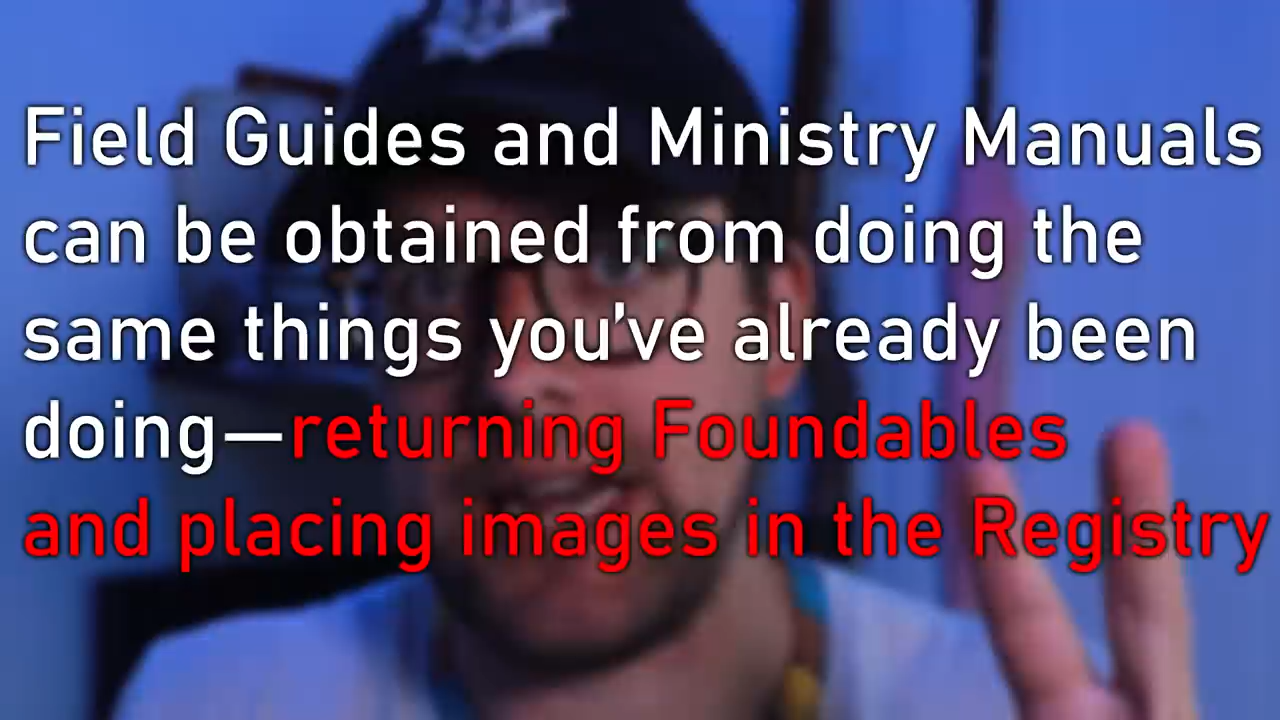 Field Guides and Ministry Manuals
can be obtained from doing the
same things you've already been
doing—returning Foundables
and placing images in the Registry